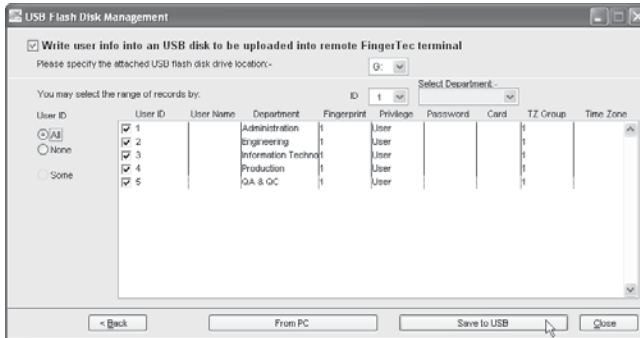 USB Flash Disk Management
Write user info into an USB disk to be uploaded into remote FingerTec terminal
Please specify the attached USB flash disk drive location:- G:
You may select the range of records by: ID 1 Select Department:-
User ID User ID User Name Department Fingerprint Privilege Password Card TZ Group Time Zone
All 1 Administration 1 User 1
None 2 Engineering 1 User 1
3 Information Techno 1 User 1
Some 4 Production 1 User 1
5 QA & QC 1 User 1
< Back From PC Save to USB Close